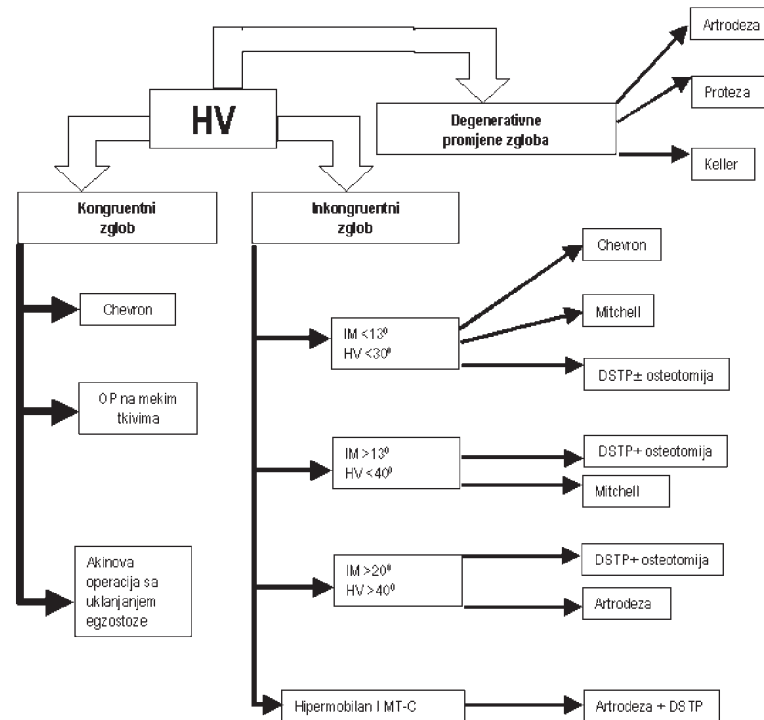 HV
Degenerativne
promjene zgloba
Artrodeza
Proteza
Keller
Kongruentni
zglob
Chevron
OP na mekim
tkivima
Akinova
operacija sa
uklanjanjem
egzostoze
Inkongruentni
zglob
IM <13⁰
HV <30⁰
Chevron
Mitchell
DSTP± osteotomija
IM >13⁰
HV <40⁰
DSTP+ osteotomija
Mitchell
IM >20⁰
HV >40⁰
DSTP+ osteotomija
Artrodeza
Hipermobilan I MT-C
Artrodeza + DSTP